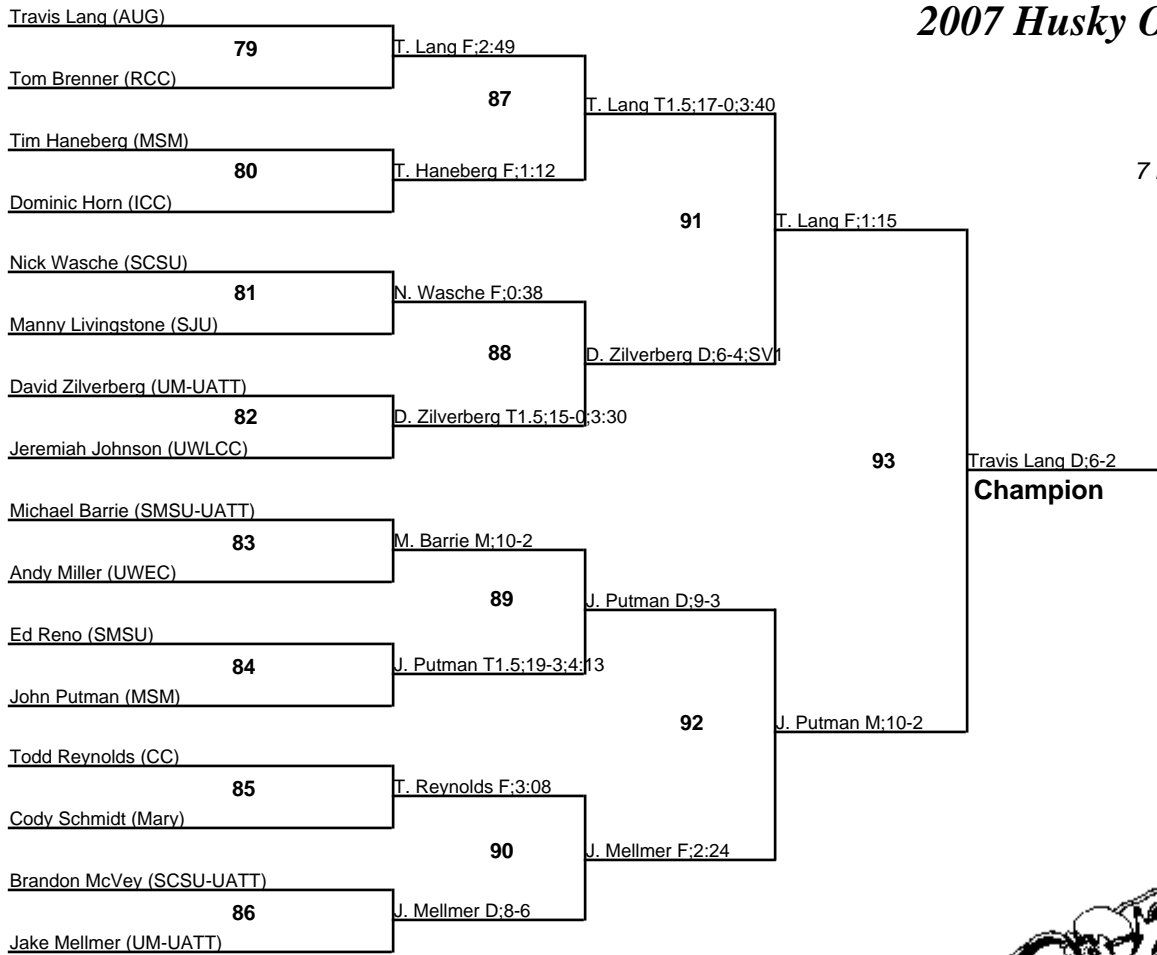 2007 Husky O
7
Travis Lang (AUG)
79
Tom Brenner (RCC)
Tim Haneberg (MSM)
80
Dominic Horn (ICC)
Nick Wasche (SCSU)
81
Manny Livingstone (SJU)
David Zilverberg (UM-UATT)
82
Jeremiah Johnson (UWLCC)
Michael Barrie (SMSU-UATT)
83
Andy Miller (UWEC)
Ed Reno (SMSU)
84
John Putman (MSM)
Todd Reynolds (CC)
85
Cody Schmidt (Mary)
Brandon McVey (SCSU-UATT)
86
Jake Mellmer (UM-UATT)
T. Lang F;2:49
87
T. Haneberg F;1:12
N. Wasche F;0:38
88
D. Zilverberg T1.5;15-0;3:30
M. Barrie M;10-2
89
J. Putman T1.5;19-3;4:13
T. Reynolds F;3:08
90
J. Mellmer D;8-6
T. Lang T1.5;17-0;3:40
91
D. Zilverberg D;6-4;SV1
J. Putman D;9-3
92
J. Mellmer F;2:24
T. Lang F;1:15
93
J. Putman M;10-2
Travis Lang D;6-2
Champion